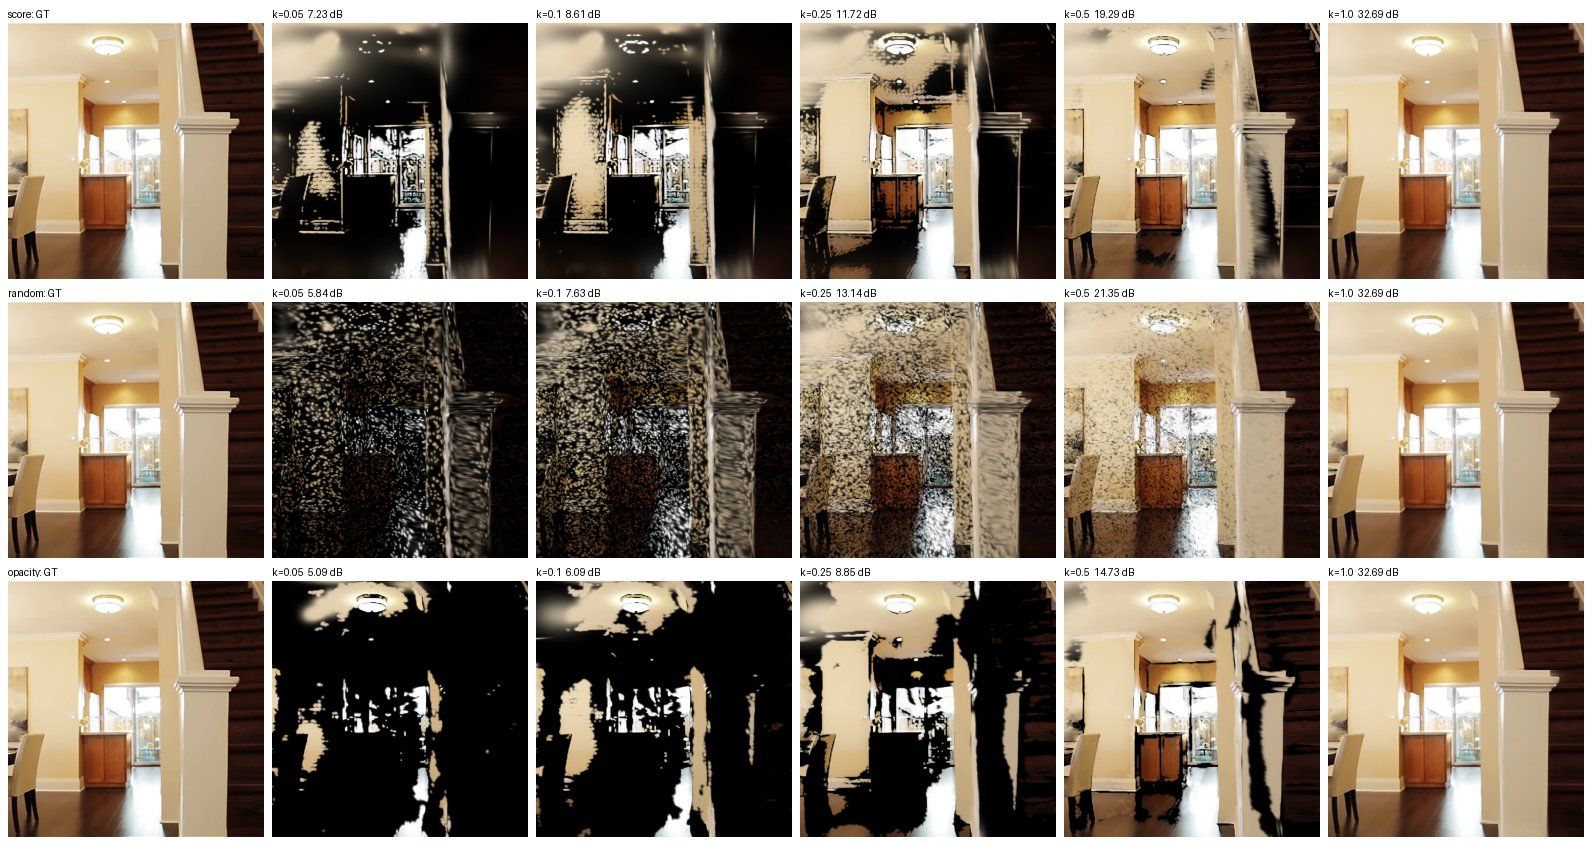 score: GT
k=0.05 7.23 dB
k=0.1 8.61 dB
k=0.25 11.72 dB
k=0.5 19.29 dB
k=1.0 32.69 dB
random: GT
k=0.05 5.84 dB
k=0.1 7.63 dB
k=0.25 13.14 dB
k=0.5 21.35 dB
k=1.0 32.69 dB
opacity: GT
k=0.05 5.09 dB
k=0.1 6.09 dB
k=0.25 8.85 dB
k=0.5 14.73 dB
k=1.0 32.69 dB